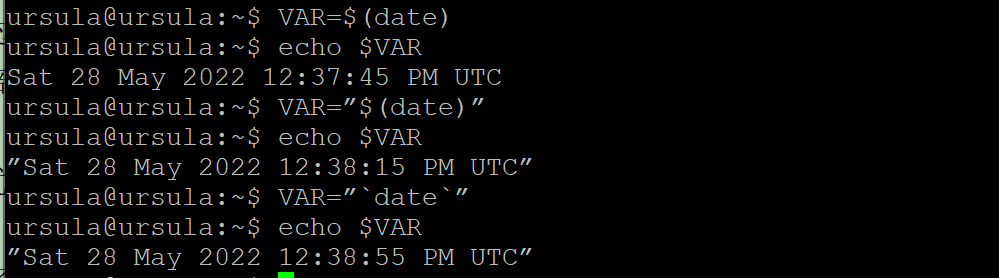 ursula@ursula:~$ VAR=$(date)
ursula@ursula:~$ echo $VAR
Sat 28 May 2022 12:37:45 PM UTC
ursula@ursula:~$ VAR=”$(date)”
ursula@ursula:~$ echo $VAR
”Sat 28 May 2022 12:38:15 PM UTC”
ursula@ursula:~$ VAR=”`date`”
ursula@ursula:~$ echo $VAR
”Sat 28 May 2022 12:38:55 PM UTC”